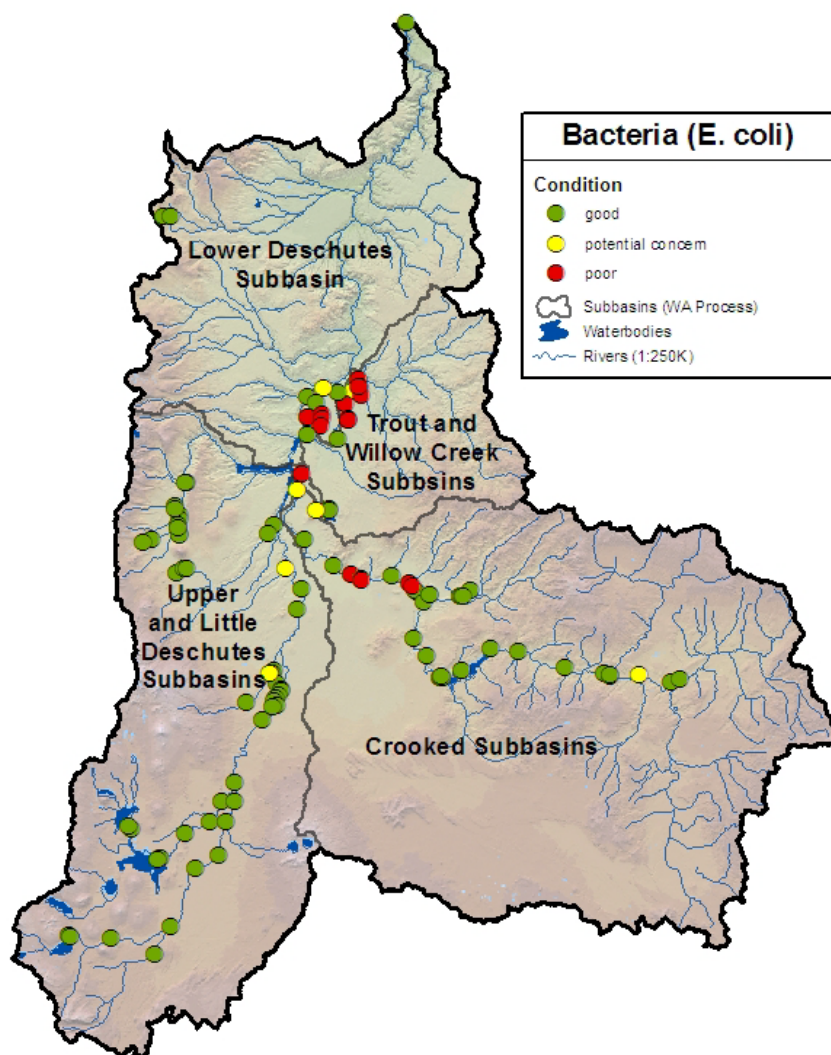 Bacteria (E. coli)
Condition
good
potential concern
poor
Subbasins (WA Process)
Waterbodies
Rivers (1:250K)
Lower Deschutes
Subbasin
Trout and
Willow Creek
Subbsins
Upper
and Little
Deschutes
Subbasins
Crooked Subbasins